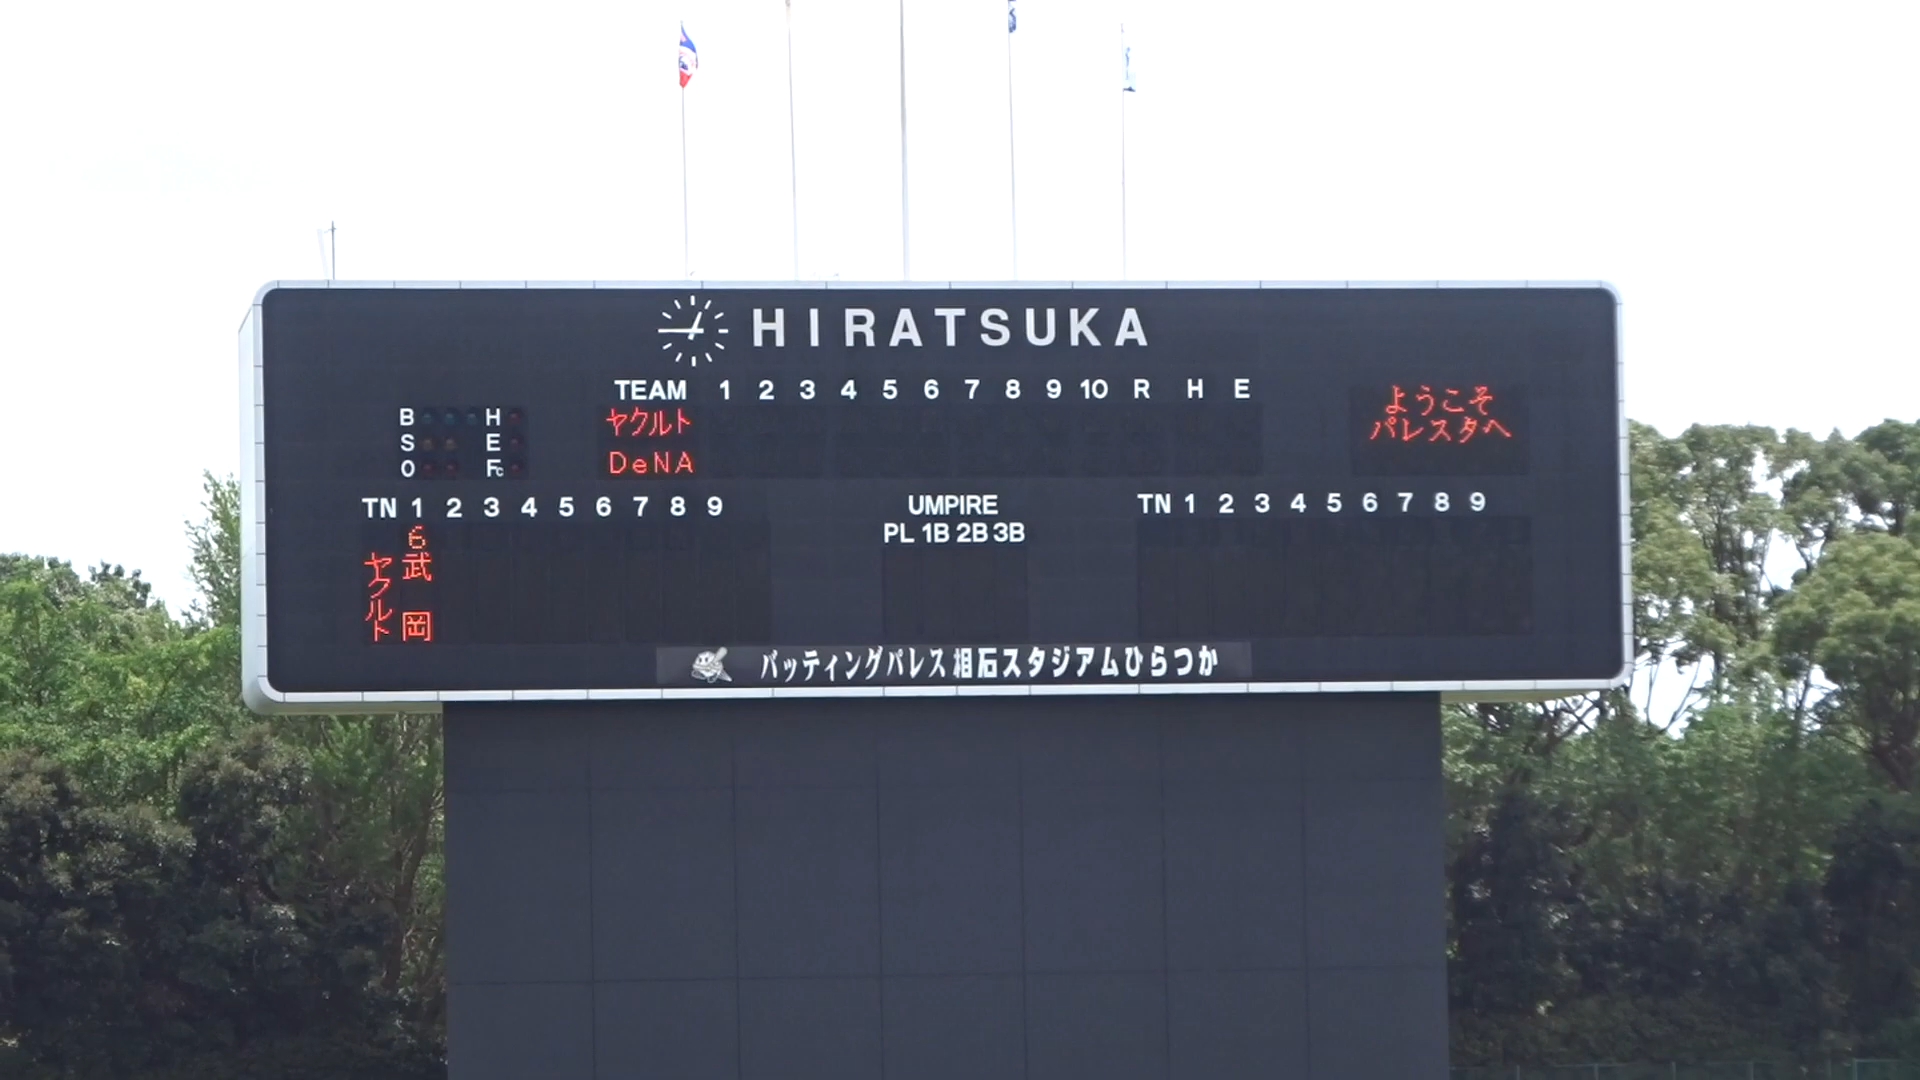 HIRATSUKA
TEAM 1 2 3 4 5 6 7 8 9 10 R H E
B H
S E
O Fc
ヤクルト
DeNA
ようこそ
パレスタへ
TN 1 2 3 4 5 6 7 8 9
UMPIRE
PL 1B 2B 3B
TN 1 2 3 4 5 6 7 8 9
ヤクルト
6
武岡
バッティングパレス相石スタジアムひらつか